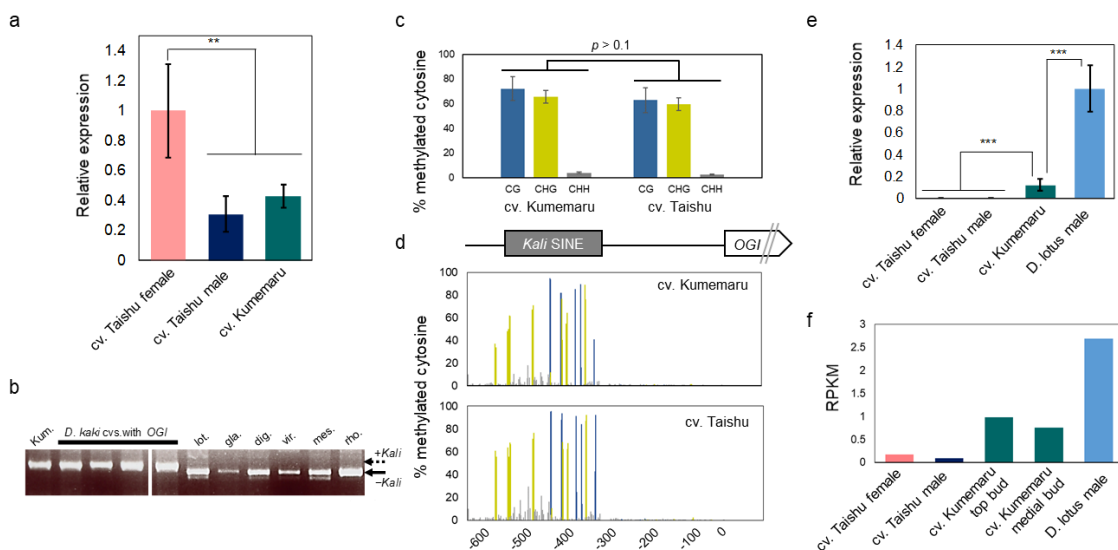 a
Relative expression
1.4
1.2
1
0.8
0.6
0.4
0.2
0
**
cv. Taishu female
cv. Taishu male
cv. Kumemaru
b
Kum.
D. kaki cvs.with OGI
lot.
gla.
dig.
vir.
mes.
rho.
+Kali
−Kali
c
% methylated cytosine
100
80
60
40
20
0
p > 0.1
CG CHG CHH CG CHG CHH
cv. Kumemaru cv. Taishu
d
Kali SINE
OGI
% methylated cytosine
100
80
60
40
20
0
cv. Kumemaru
% methylated cytosine
100
80
60
40
20
0
cv. Taishu
-600
-500
-400
-300
-200
-100
0
e
Relative expression
1.4
1.2
1
0.8
0.6
0.4
0.2
0
***
***
cv. Taishu female
cv. Taishu male
cv. Kumemaru
D. lotus male
f
RPKM
3
2.5
2
1.5
1
0.5
0
cv. Taishu female
cv. Taishu male
cv. Kumemaru
top bud
cv. Kumemaru
medial bud
D. lotus male